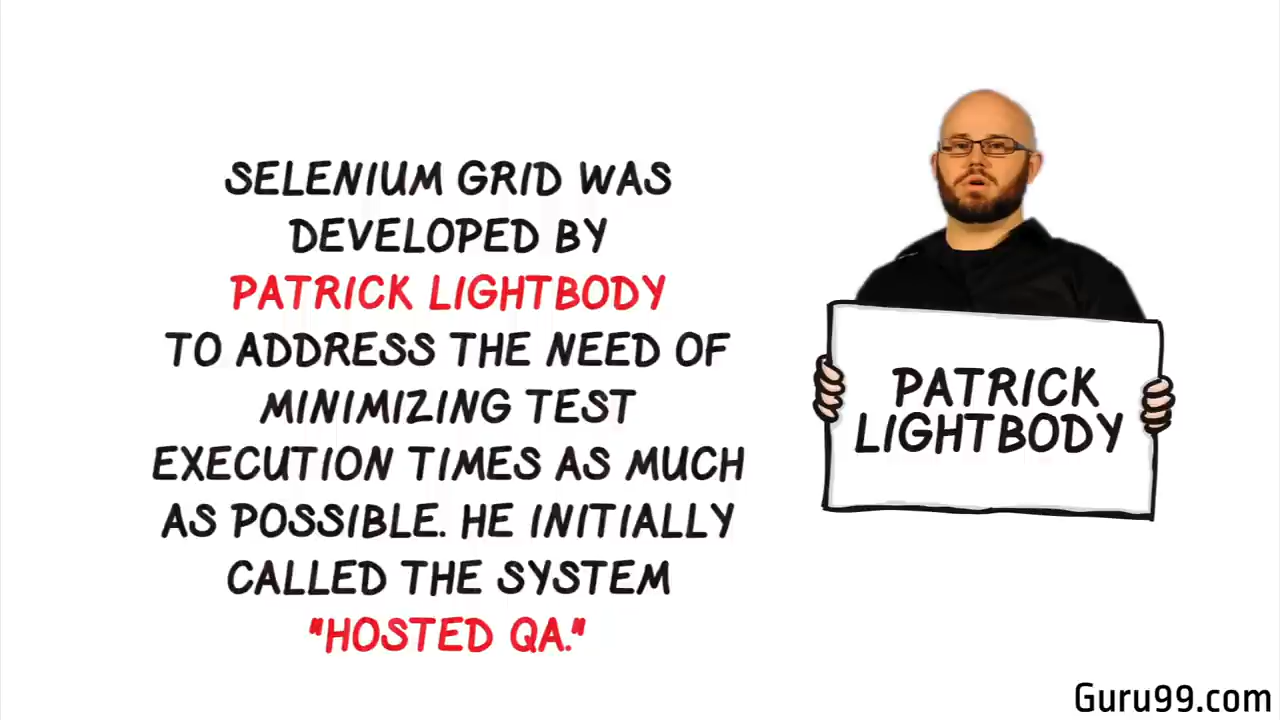 SELENIUM GRID WAS
DEVELOPED BY
PATRICK LIGHTBODY
TO ADDRESS THE NEED OF
MINIMIZING TEST
EXECUTION TIMES AS MUCH
AS POSSIBLE. HE INITIALLY
CALLED THE SYSTEM
"HOSTED QA."
PATRICK
LIGHTBODY
Guru99.com